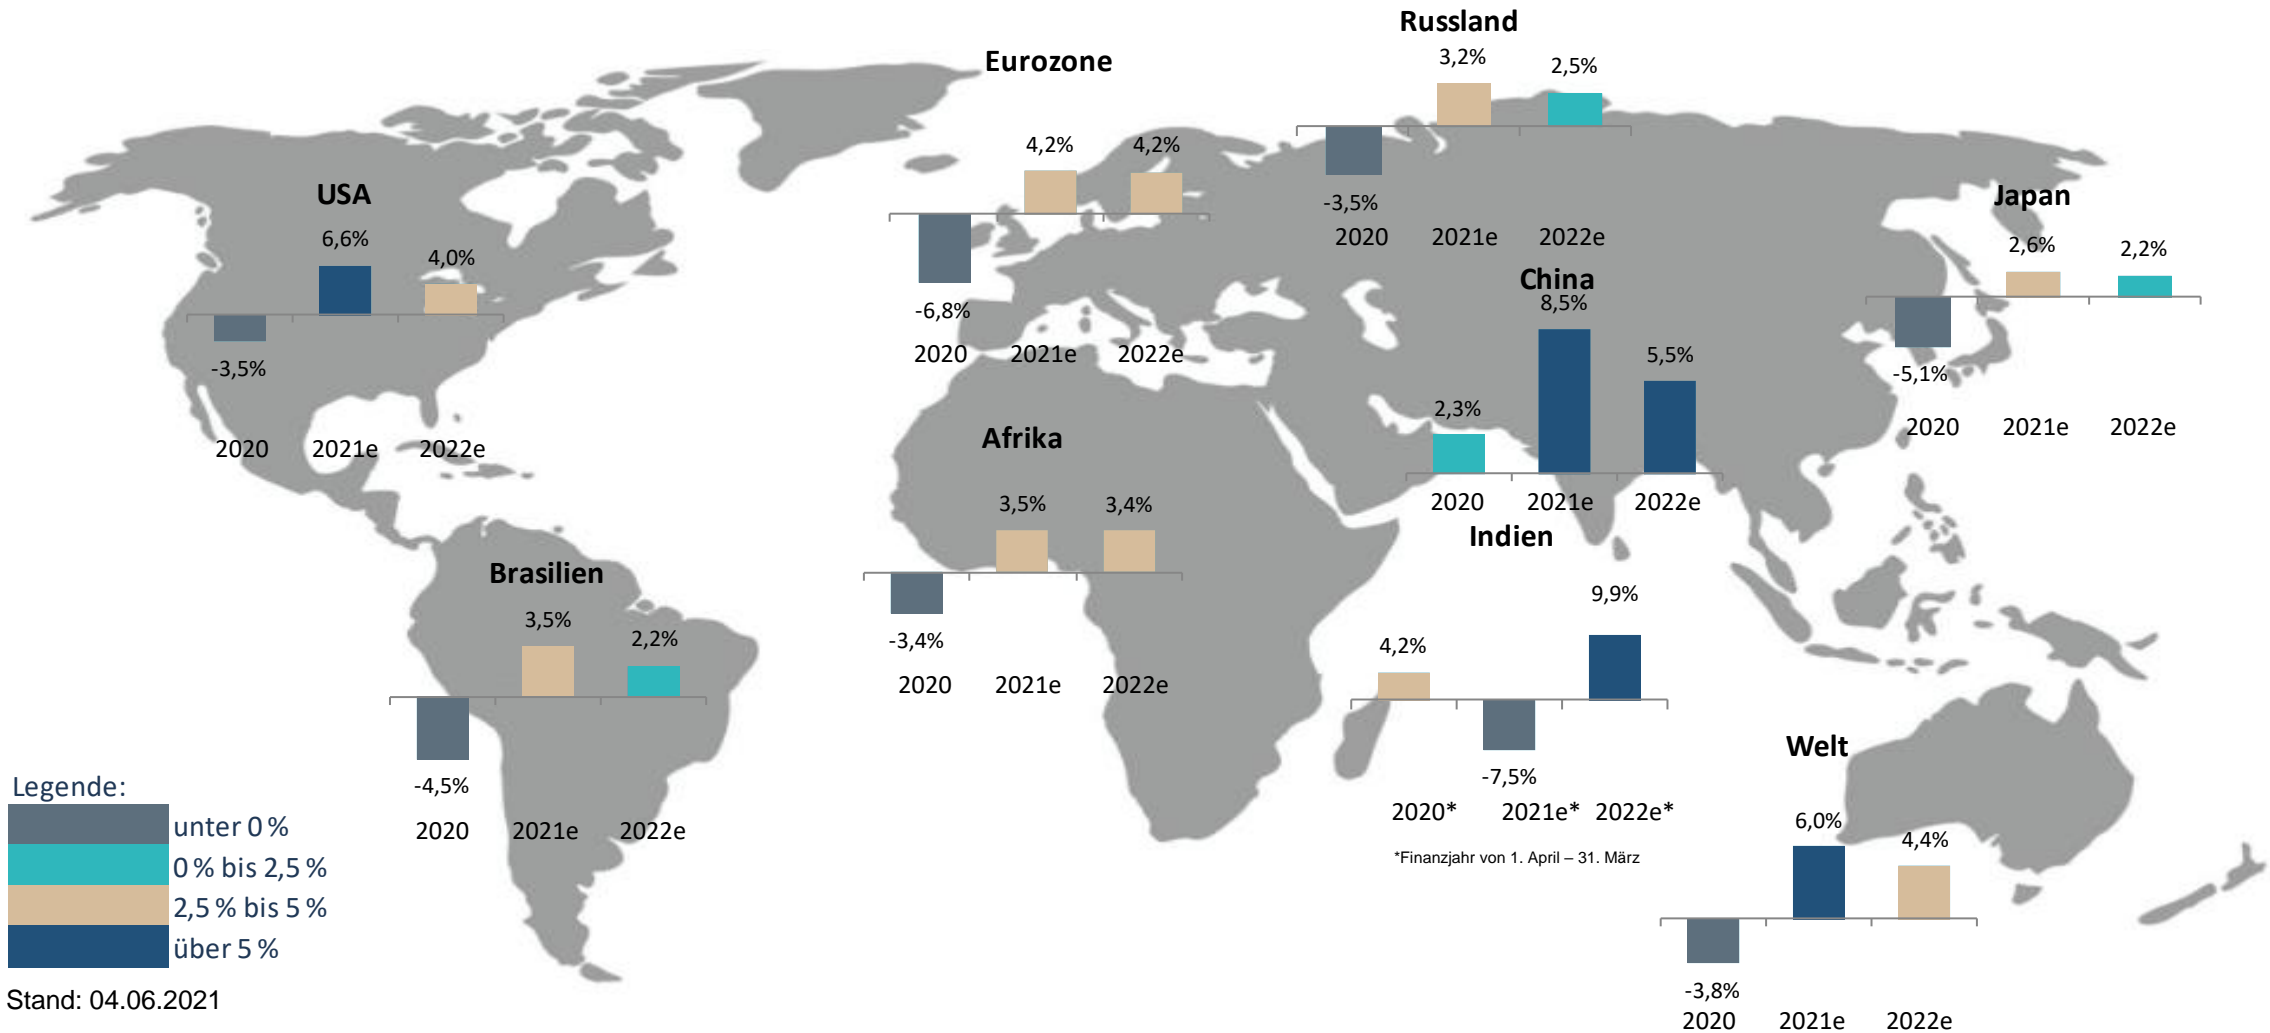 Russland
3,2%
2,5%
-3,5%
2020 2021e 2022e
Eurozone
4,2%
4,2%
-6,8%
2020 2021e 2022e
USA
6,6%
4,0%
-3,5%
2020 2021e 2022e
Japan
2,6%
2,2%
-5,1%
2020 2021e 2022e
China
8,5%
5,5%
2,3%
2020 2021e 2022e
Afrika
3,5%
3,4%
-3,4%
2020 2021e 2022e
Indien
9,9%
4,2%
-7,5%
2020* 2021e* 2022e*
*Finanzjahr von 1. April – 31. März
Brasilien
3,5%
2,2%
-4,5%
2020 2021e 2022e
Welt
6,0%
4,4%
-3,8%
2020 2021e 2022e
Legende:
unter 0 %
0 % bis 2,5 %
2,5 % bis 5 %
über 5 %
Stand: 04.06.2021